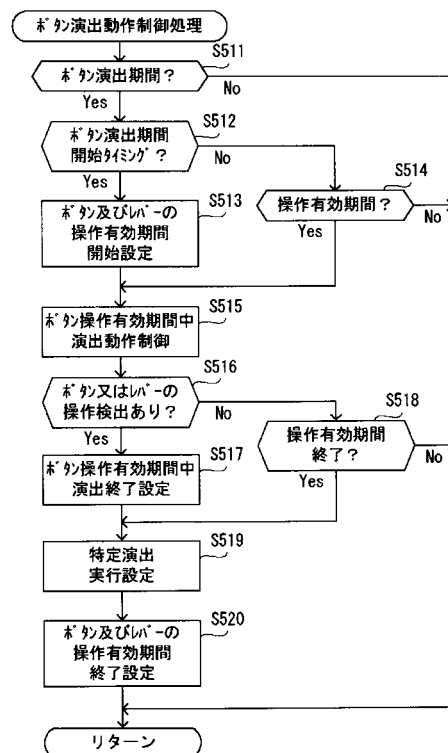 ボタン演出動作制御処理
S511
ボタン演出期間？
Yes
No
S512
ボタン演出期間
開始タイミング？
Yes
No
S513
ボタン及びレバーの
操作有効期間
開始設定
S514
操作有効期間？
Yes
No
S515
ボタン操作有効期間中
演出動作制御
S516
ボタン又はレバーの
操作検出あり？
Yes
No
S517
ボタン操作有効期間中
演出終了設定
S518
操作有効期間
終了？
Yes
No
S519
特定演出
実行設定
S520
ボタン及びレバーの
操作有効期間
終了設定
リターン